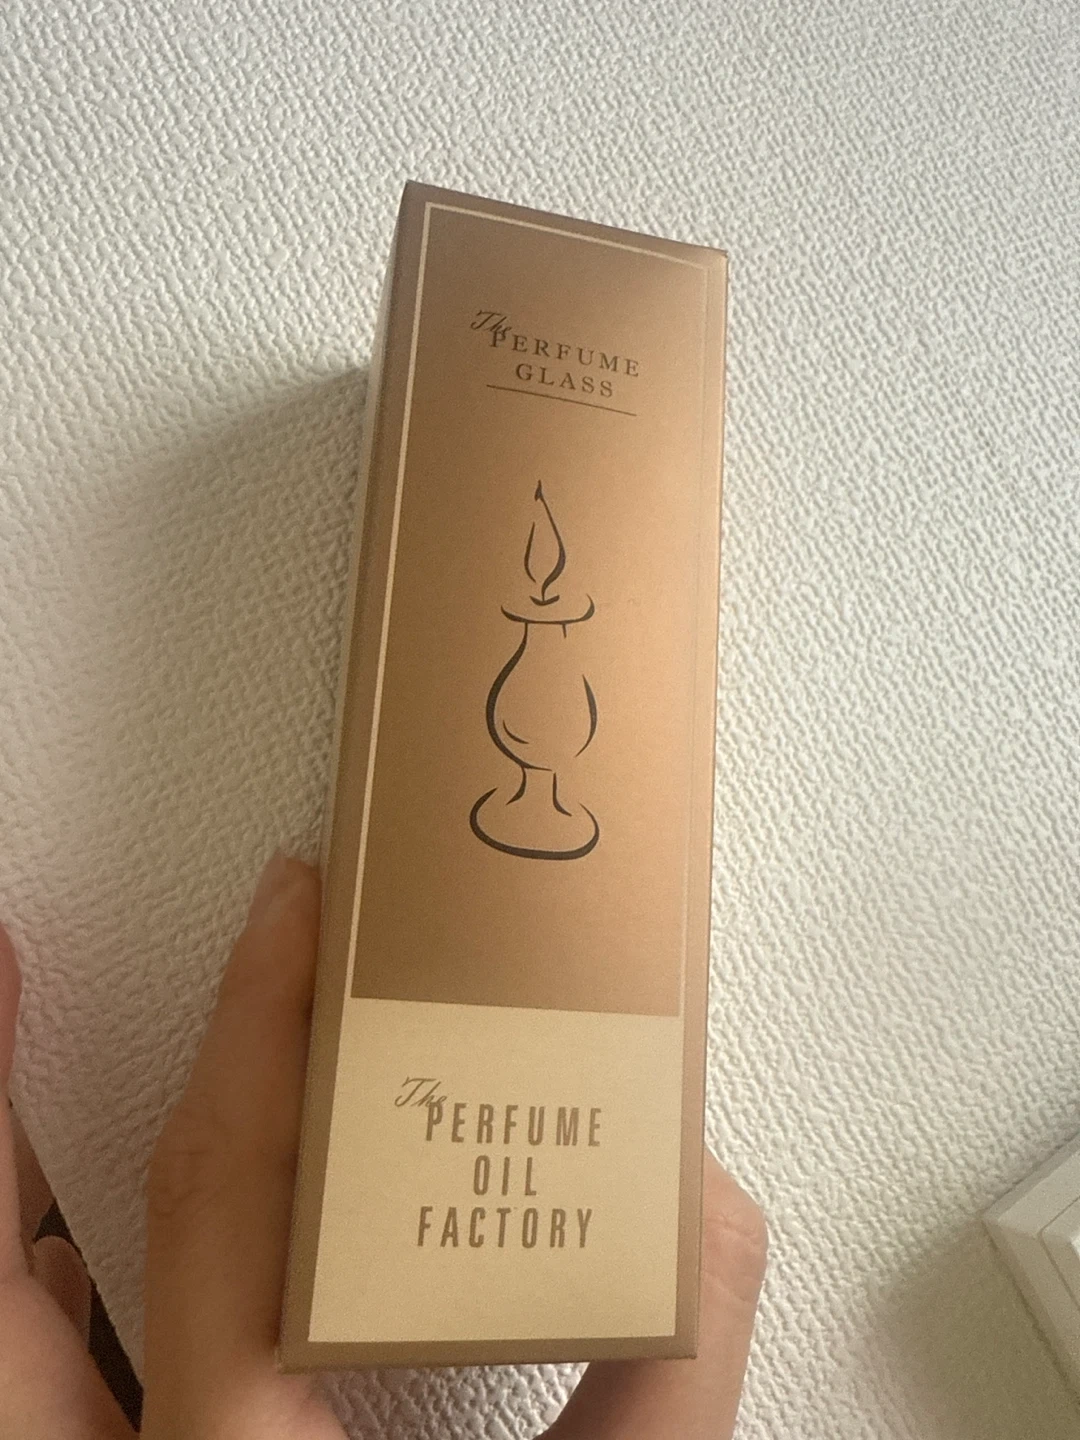 The
PERFUME
GLASS
The
PERFUME
OIL
FACTORY